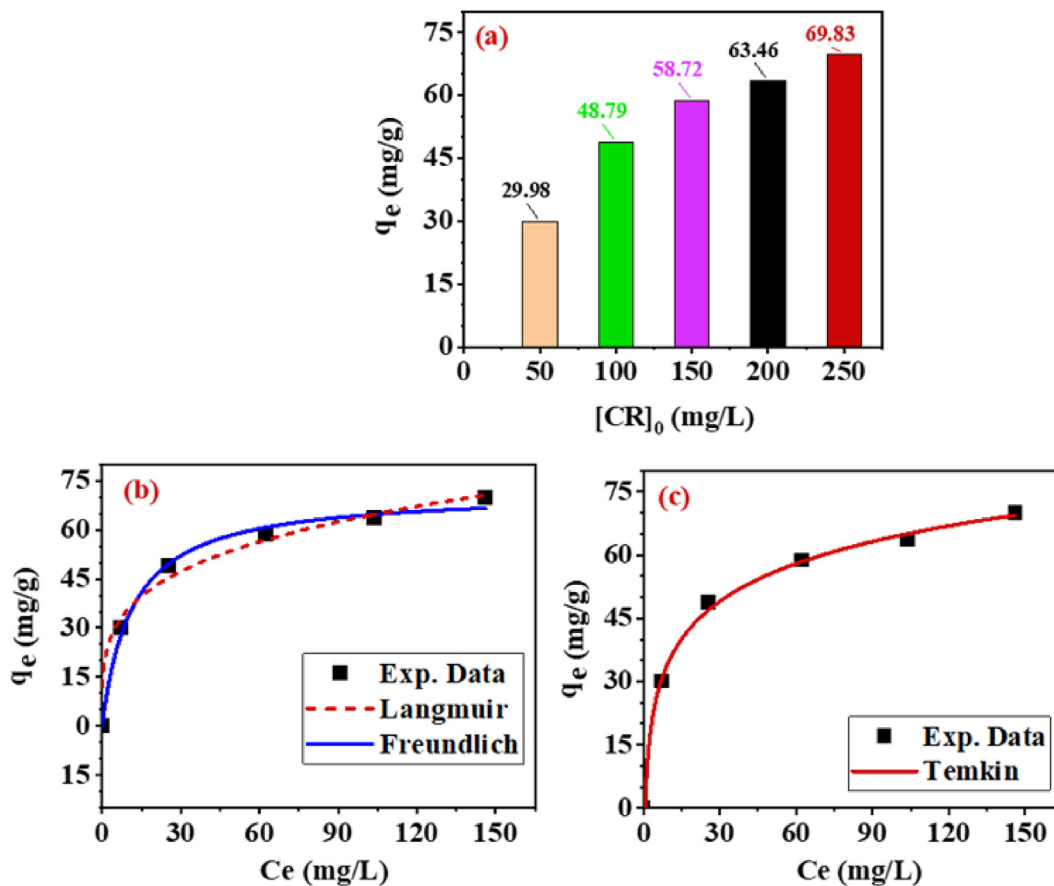 (a)
q_e (mg/g)
75
60
45
30
15
0
29.98
48.79
58.72
63.46
69.83
0 50 100 150 200 250
[CR]₀ (mg/L)
(b)
q_e (mg/g)
75
60
45
30
15
0
15
Exp. Data
Langmuir
Freundlich
0 30 60 90 120 150
Ce (mg/L)
(c)
q_e (mg/g)
75
60
45
30
15
0
Exp. Data
Temkin
0 30 60 90 120 150
Ce (mg/L)